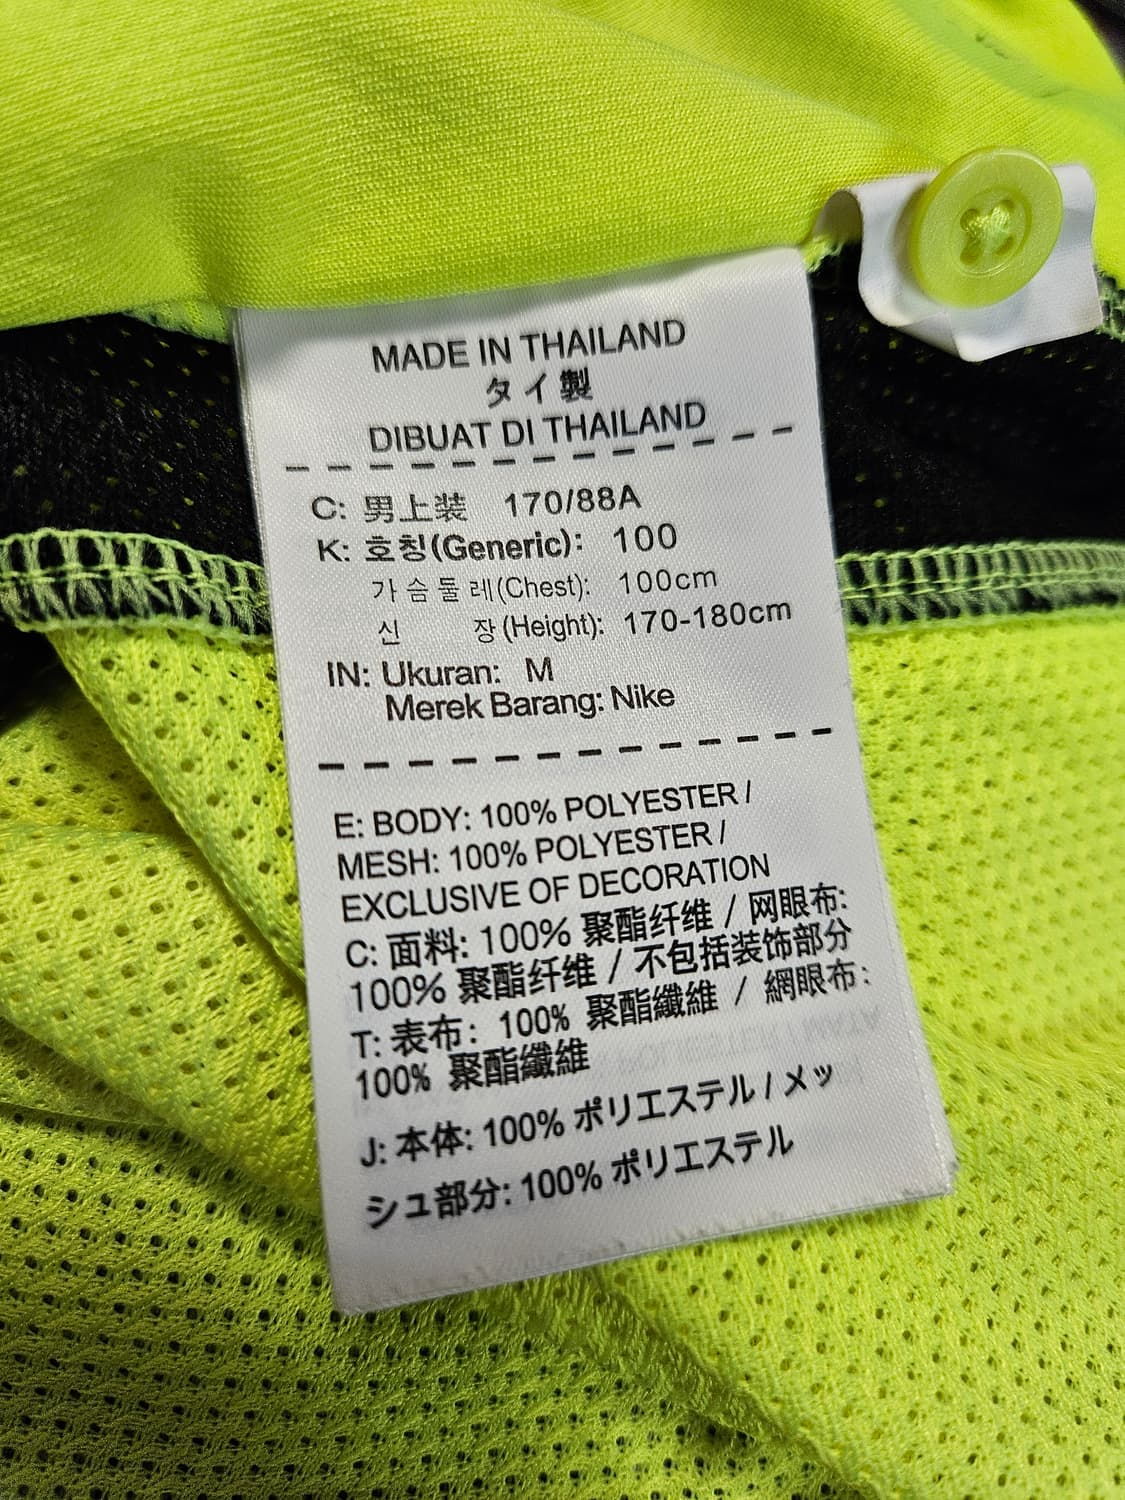 MADE IN THAILAND
タイ製
DIBUAT DI THAILAND
C: 男上装 170/88A
K: 호칭(Generic): 100
가슴둘레(Chest): 100cm
신 장(Height): 170-180cm
IN: Ukuran: M
Merek Barang: Nike
E: BODY: 100% POLYESTER /
MESH: 100% POLYESTER /
EXCLUSIVE OF DECORATION
C: 面料: 100% 聚酯纤维 / 网眼布:
100% 聚酯纤维 / 不包括装饰部分
T: 表布: 100% 聚酯纖維 / 網眼布:
100% 聚酯纖維
J: 本体: 100% ポリエステル / メッ
シュ部分: 100% ポリエステル